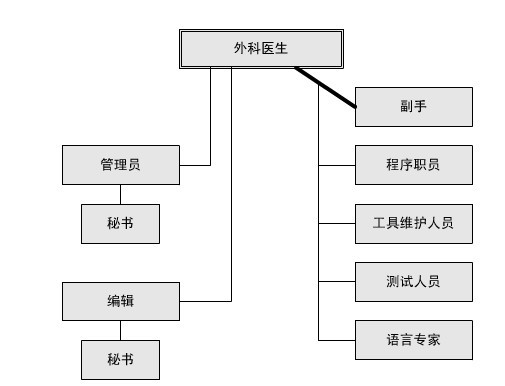 外科医生
副手
管理员
程序职员
秘书
工具维护人员
编辑
测试人员
秘书
语言专家